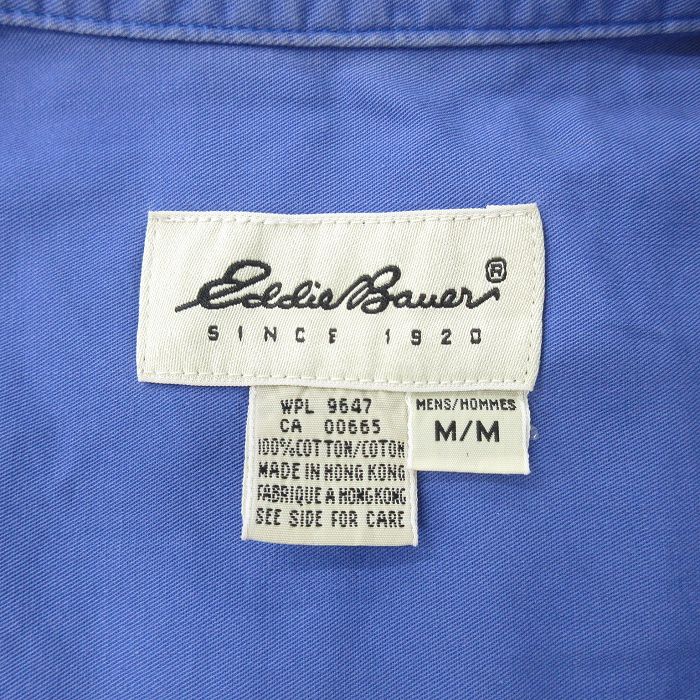 Eddie Bauer®
SINCE 1920
WPL 9647
CA 00665
100%COTTON/COTON
MADE IN HONG KONG
FABRIQUE A HONG KONG
SEE SIDE FOR CARE
MENS/HOMMES
M/M